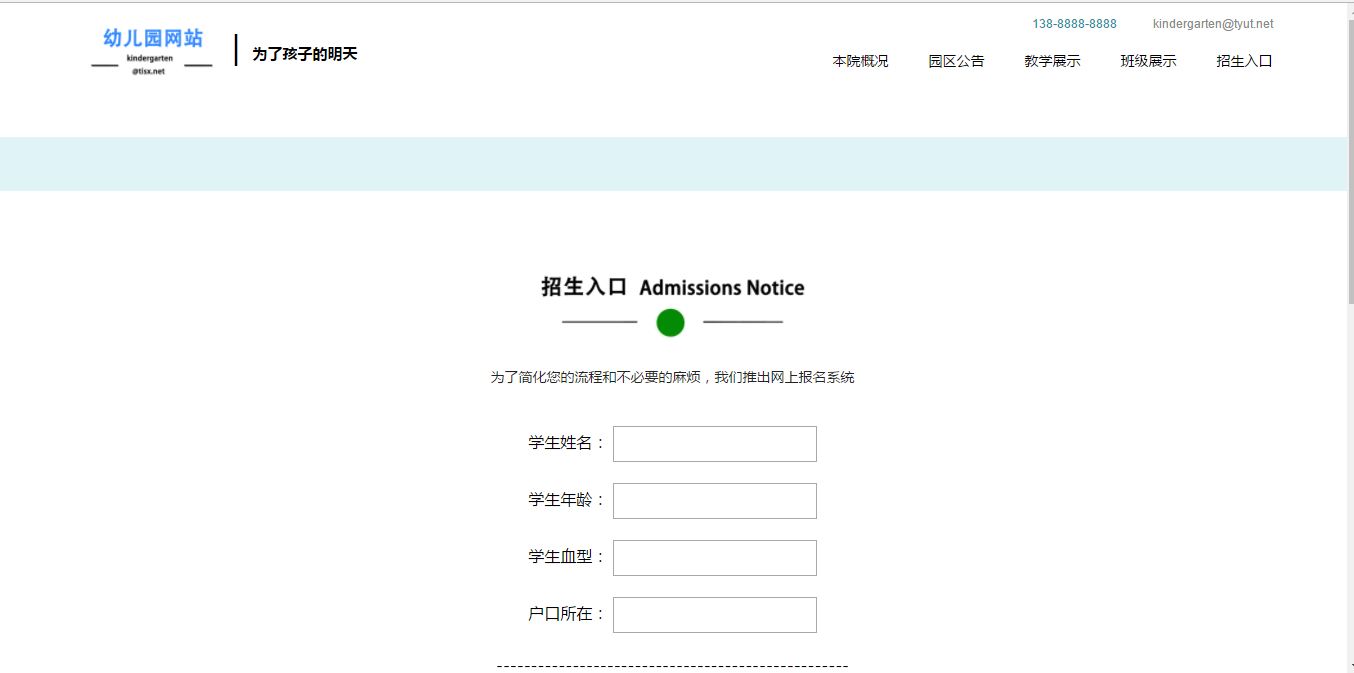 138-8888-8888 kindergarten@tyut.net
幼儿园网站
kindergarten
@tisx.net
为了孩子的明天
本院概况 园区公告 教学展示 班级展示 招生入口
招生入口 Admissions Notice
为了简化您的流程和不必要的麻烦，我们推出网上报名系统
学生姓名：
学生年龄：
学生血型：
户口所在：